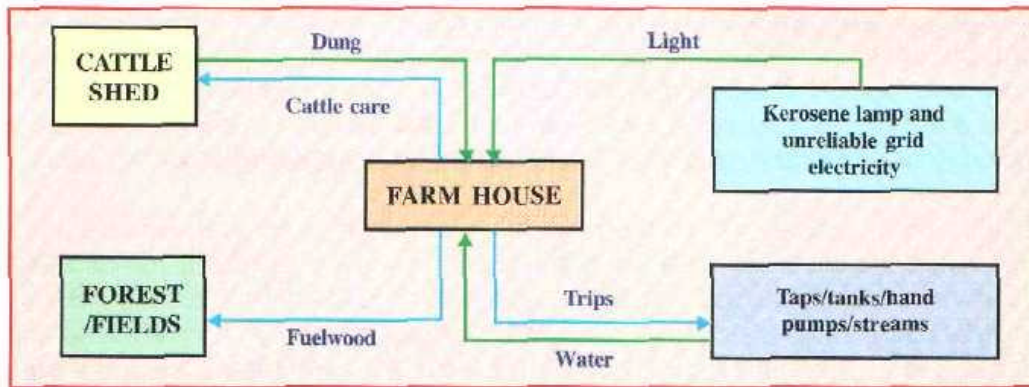 Dung
Light
CATTLE
SHED
Cattle care
Kerosene lamp and
unreliable grid
electricity
FARM HOUSE
FOREST
/FIELDS
Fuelwood
Trips
Water
Taps/tanks/hand
pumps/streams